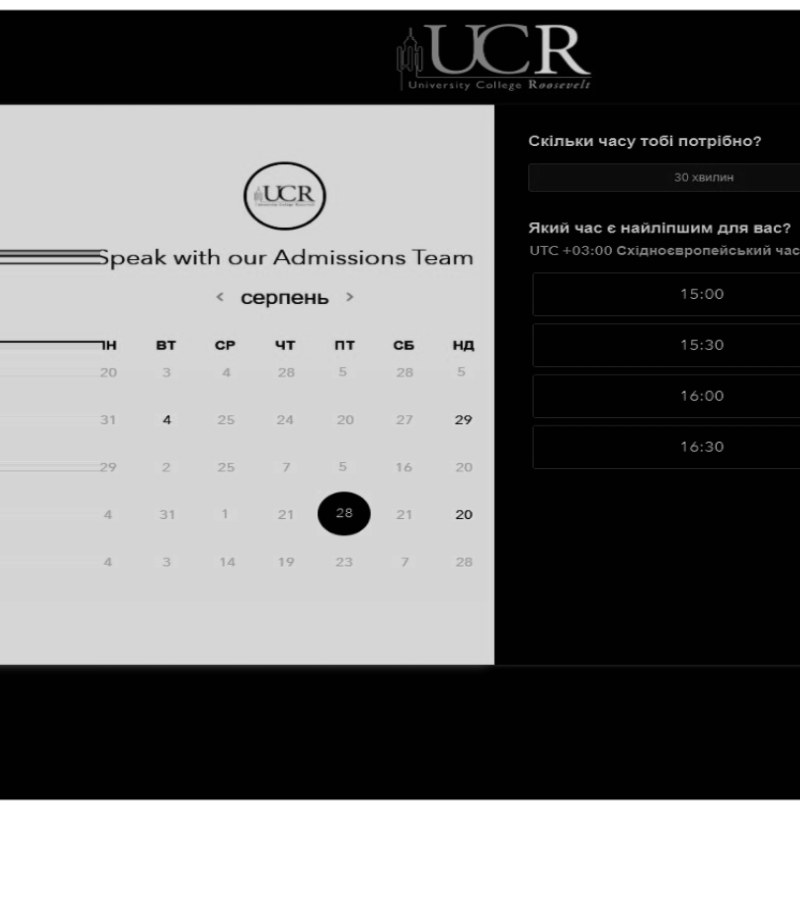 UCR
University College Roosevelt
UCR
Speak with our Admissions Team
< серпень >
ПН ВТ СР ЧТ ПТ СБ НД
20 3 4 28 5 28 5
31 4 25 24 20 27 29
29 2 25 7 5 16 20
4 31 1 21 28 21 20
4 3 14 19 23 7 28
Скільки часу тобі потрібно?
30 хвилин
Який час є найліпшим для вас?
UTC +03:00 Східноєвропейський час
15:00
15:30
16:00
16:30